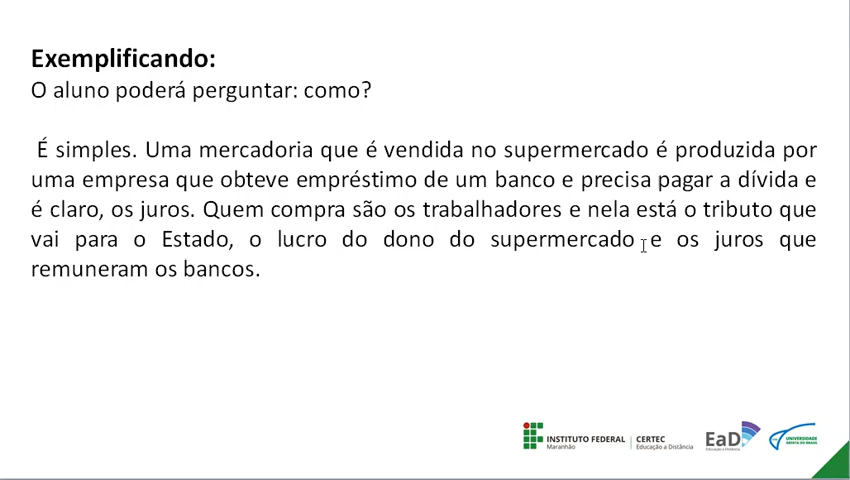 Exemplificando:
O aluno poderá perguntar: como?
É simples. Uma mercadoria que é vendida no supermercado é produzida por
uma empresa que obteve empréstimo de um banco e precisa pagar a dívida e
é claro, os juros. Quem compra são os trabalhadores e nela está o tributo que
vai para o Estado, o lucro do dono do supermercado e os juros que
remuneram os bancos.
INSTITUTO FEDERAL
Maranhão
CERTEC
Educação a Distância
EaD
Educação a Distância
UNIVERSIDADE
ABERTA DO BRASIL